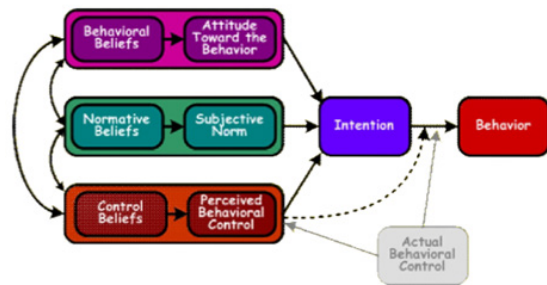 Behavioral
Beliefs
Attitude
Toward the
Behavior
Normative
Beliefs
Subjective
Norm
Intention
Behavior
Control
Beliefs
Perceived
Behavioral
Control
Actual
Behavioral
Control